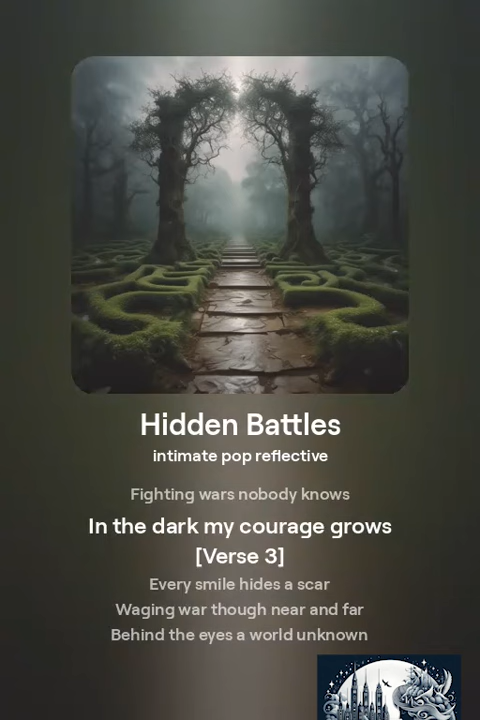 Hidden Battles
intimate pop reflective
Fighting wars nobody knows
In the dark my courage grows
[Verse 3]
Every smile hides a scar
Waging war though near and far
Behind the eyes a world unknown